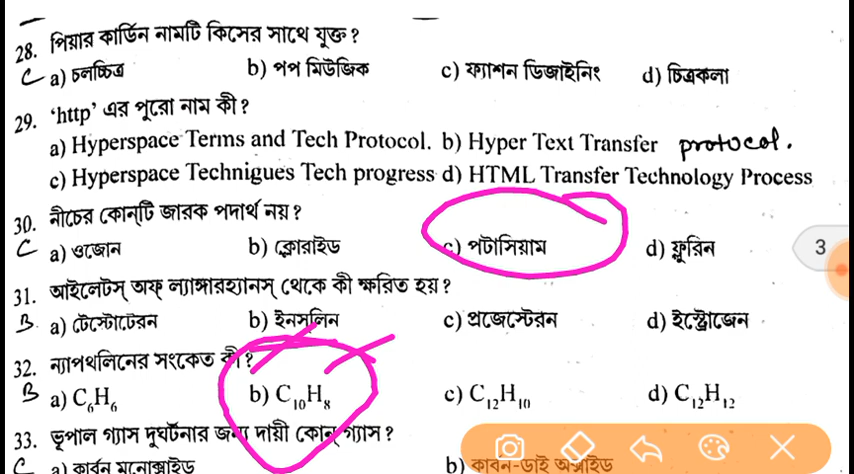 28. পিয়ার কার্ডিন নামটি কিসের সাথে যুক্ত ?
C a) চলচ্চিত্র b) পপ মিউজিক c) ফ্যাশন ডিজাইনিং d) চিত্রকলা
29. ‘http’ এর পুরো নাম কী ?
a) Hyperspace Terms and Tech Protocol. b) Hyper Text Transfer protocol.
c) Hyperspace Technigues Tech progress d) HTML Transfer Technology Process
30. নীচের কোন্‌টি জারক পদার্থ নয় ?
C a) ওজোন b) ক্লোরাইড c) পটাসিয়াম d) ফ্লুরিন
3
31. আইলেটস্ অফ্ ল্যাঙ্গারহ্যানস্ থেকে কী ক্ষরিত হয় ?
B a) টেস্টোটেরন b) ইনসুলিন c) প্রজেস্টেরন d) ইস্ট্রোজেন
32. ন্যাপথলিনের সংকেত কী ?
B a) C₆H₆ b) C₁₀H₈ c) C₁₂H₁₀ d) C₁₂H₁₂
33. ভূপাল গ্যাস দুর্ঘটনার জন্য দায়ী কোন্ গ্যাস ?
C a) কার্বন মনোক্সাইড b) কার্বন-ডাই অক্সাইড